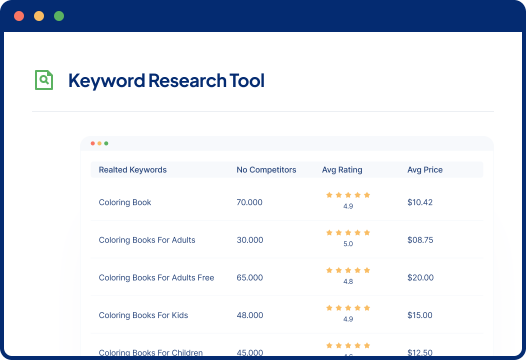 Keyword Research Tool
Realted Keywords No Competitors Avg Rating Avg Price
Coloring Book 70.000 4.9 $10.42
Coloring Books For Adults 30.000 5.0 $08.75
Coloring Books For Adults Free 65.000 4.8 $20.00
Coloring Books For Kids 48.000 4.9 $15.00
Coloring Books For Children 45.000 $12.50